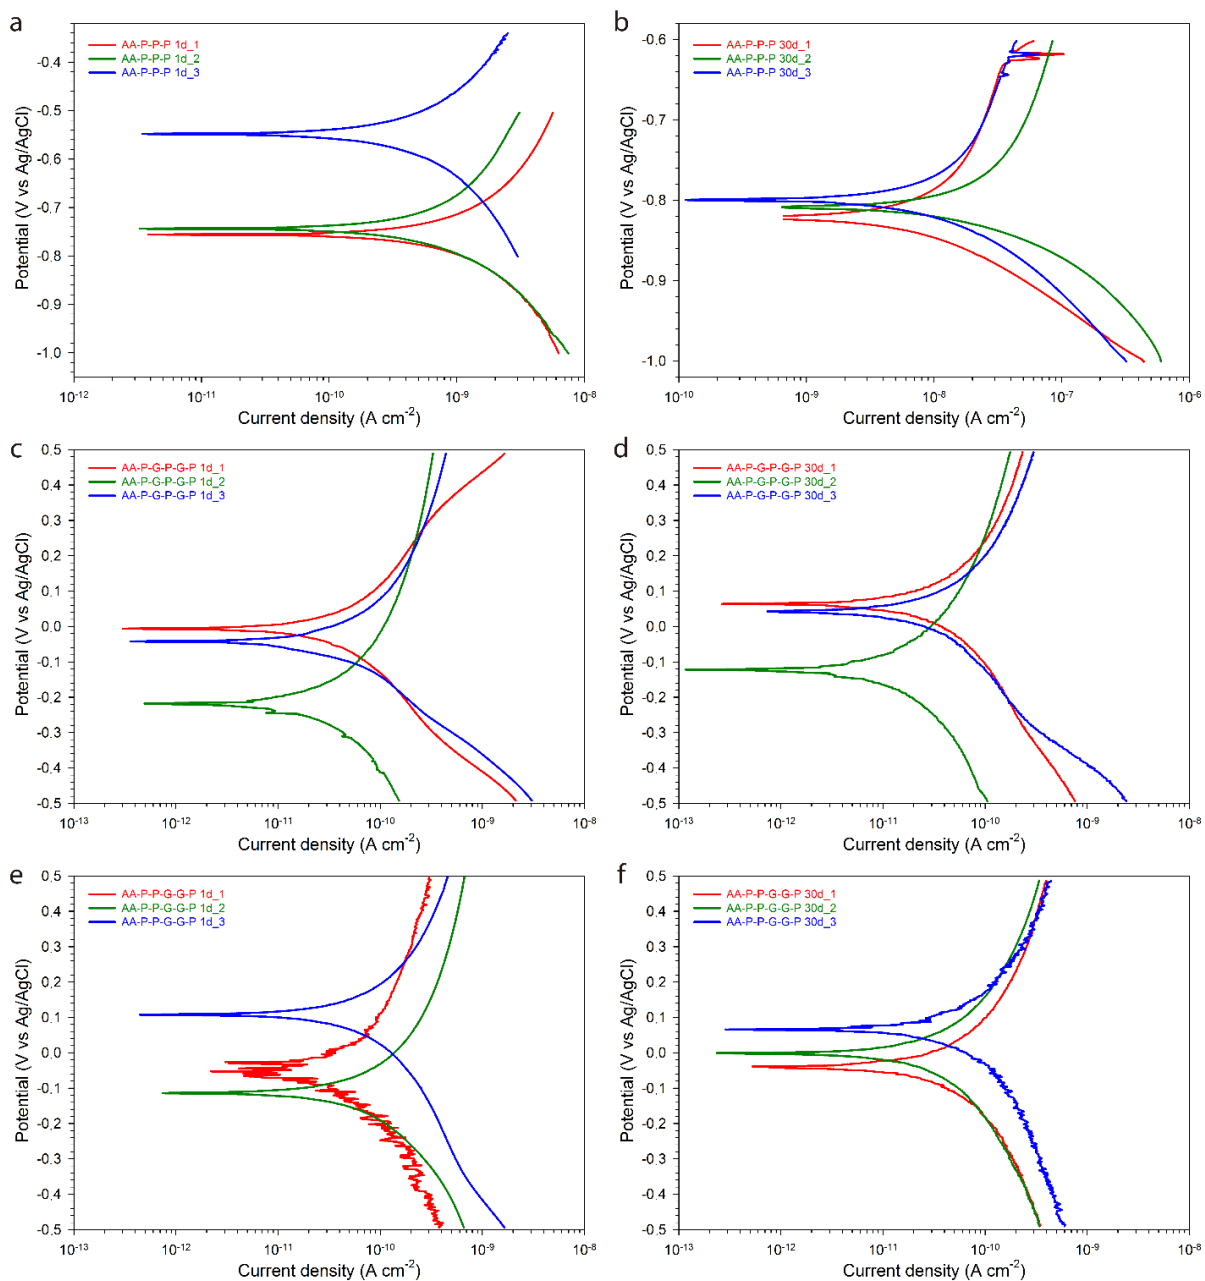 a
AA-P-P-P 1d_1
AA-P-P-P 1d_2
AA-P-P-P 1d_3
-0.4
-0.5
-0.6
-0.7
-0.8
-0.9
-1.0
Potential (V vs Ag/AgCl)
10-12
10-11
10-10
10-9
10-8
Current density (A cm-2)
b
AA-P-P-P 30d_1
AA-P-P-P 30d_2
AA-P-P-P 30d_3
-0.6
-0.7
-0.8
-0.9
-1.0
Potential (V vs Ag/AgCl)
10-10
10-9
10-8
10-7
10-6
Current density (A cm-2)
c
AA-P-G-P-G-P 1d_1
AA-P-G-P-G-P 1d_2
AA-P-G-P-G-P 1d_3
0.5
0.4
0.3
0.2
0.1
0.0
-0.1
-0.2
-0.3
-0.4
-0.5
Potential (V vs Ag/AgCl)
10-13
10-12
10-11
10-10
10-9
10-8
Current density (A cm-2)
d
AA-P-G-P-G-P 30d_1
AA-P-G-P-G-P 30d_2
AA-P-G-P-G-P 30d_3
0.5
0.4
0.3
0.2
0.1
0.0
-0.1
-0.2
-0.3
-0.4
-0.5
Potential (V vs Ag/AgCl)
10-13
10-12
10-11
10-10
10-9
10-8
Current density (A cm-2)
e
AA-P-P-G-G-P 1d_1
AA-P-P-G-G-P 1d_2
AA-P-P-G-G-P 1d_3
0.5
0.4
0.3
0.2
0.1
0.0
-0.1
-0.2
-0.3
-0.4
-0.5
Potential (V vs Ag/AgCl)
10-13
10-12
10-11
10-10
10-9
10-8
Current density (A cm-2)
f
AA-P-P-G-G-P 30d_1
AA-P-P-G-G-P 30d_2
AA-P-P-G-G-P 30d_3
0.5
0.4
0.3
0.2
0.1
0.0
-0.1
-0.2
-0.3
-0.4
-0.5
Potential (V vs Ag/AgCl)
10-13
10-12
10-11
10-10
10-9
10-8
Current density (A cm-2)